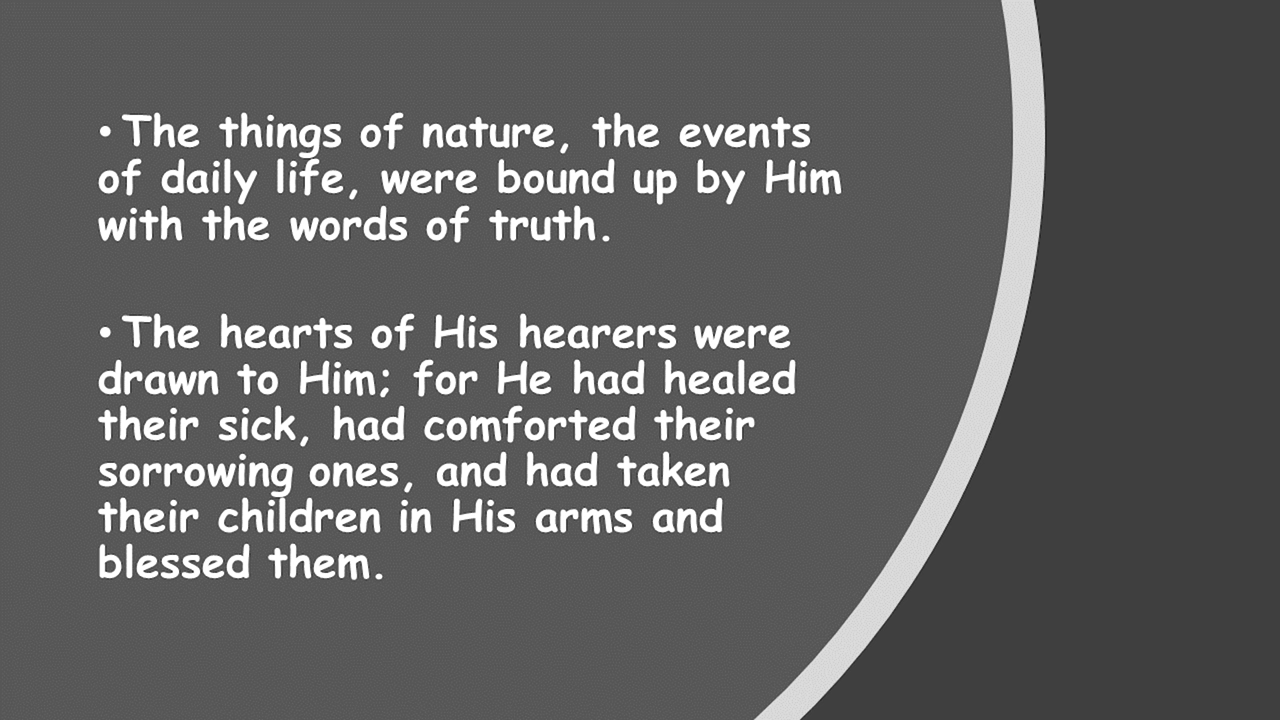 • The things of nature, the events
of daily life, were bound up by Him
with the words of truth.
• The hearts of His hearers were
drawn to Him; for He had healed
their sick, had comforted their
sorrowing ones, and had taken
their children in His arms and
blessed them.